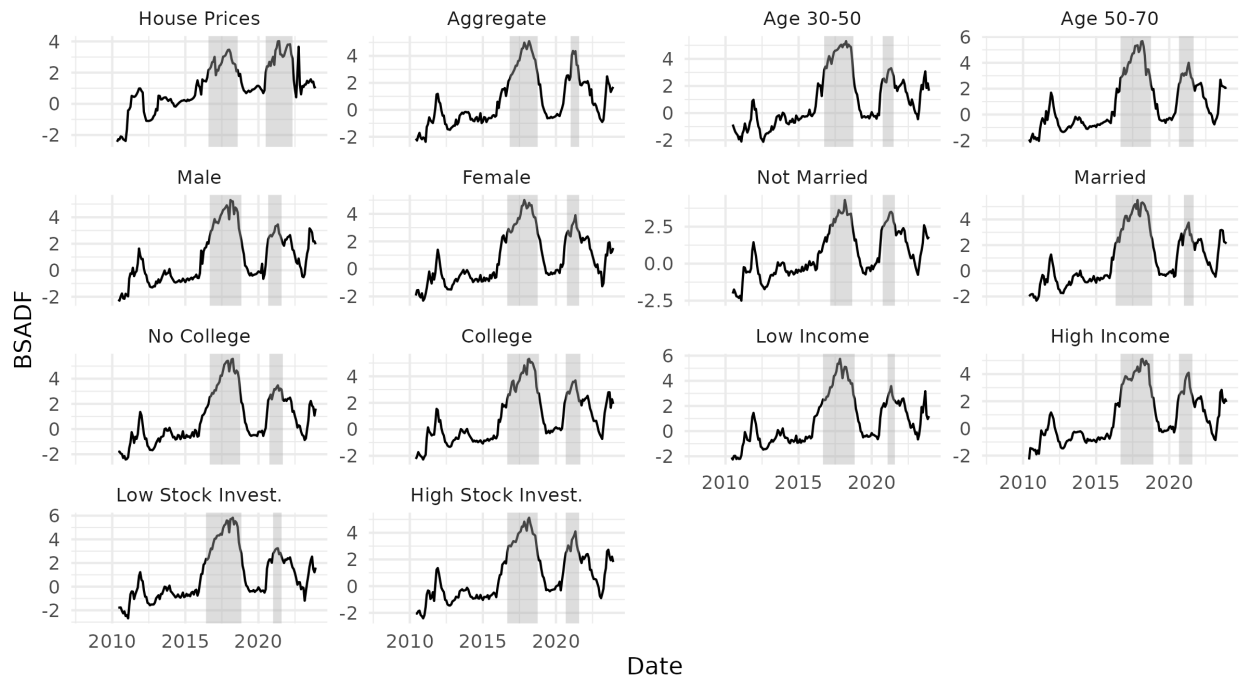 House Prices
Aggregate
Age 30-50
Age 50-70
4
2
0
-2
4
2
0
-2
4
2
0
-2
6
4
2
0
-2
Male
Female
Not Married
Married
4
2
0
-2
4
2
0
-2
2.5
0.0
-2.5
4
2
0
-2
BSADF
No College
College
Low Income
High Income
4
2
0
-2
4
2
0
-2
6
4
2
0
-2
4
2
0
-2
2010 2015 2020
2010 2015 2020
Low Stock Invest.
High Stock Invest.
6
4
2
0
-2
4
2
0
-2
2010 2015 2020
2010 2015 2020
Date